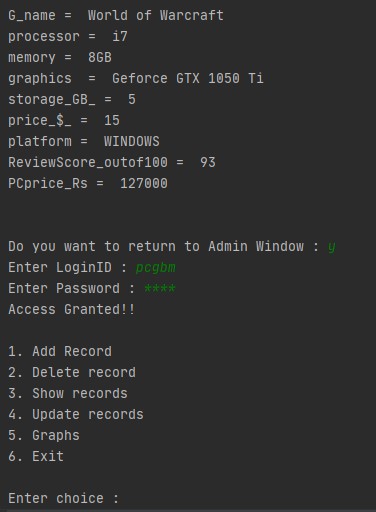 G_name =  World of Warcraft
processor =  i7
memory =  8GB
graphics  =  Geforce GTX 1050 Ti
storage_GB_ =  5
price_$_ =  15
platform =  WINDOWS
ReviewScore_outof100 =  93
PCprice_Rs =  127000
Do you want to return to Admin Window : y
Enter LoginID : pcgbm
Enter Password : ****
Access Granted!!
1. Add Record
2. Delete record
3. Show records
4. Update records
5. Graphs
6. Exit
Enter choice :